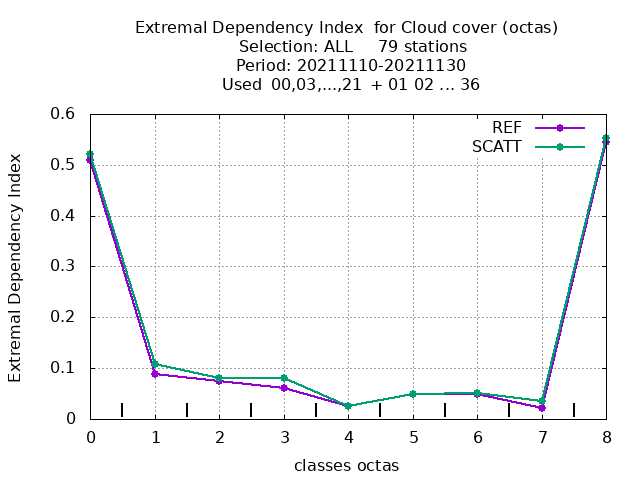 Extremal Dependency Index  for Cloud cover (octas)
Selection: ALL     79 stations
Period: 20211110-20211130
Used  00,03,...,21  + 01 02 ... 36
REF
SCATT
0.6
0.5
0.4
0.3
0.2
0.1
0
Extremal Dependency Index
0 1 2 3 4 5 6 7 8
classes octas